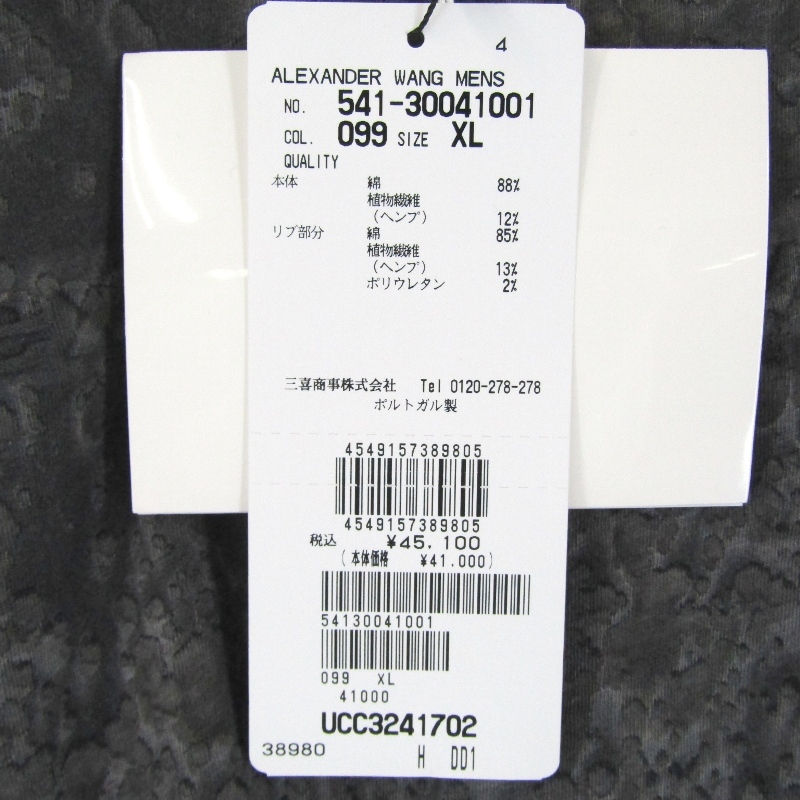 4
ALEXANDER WANG MENS
NO. 541-30041001
COL. 099 SIZE XL
QUALITY
本体 綿 88%
植物繊維
(ヘンプ) 12%
リブ部分 綿 85%
植物繊維
(ヘンプ) 13%
ポリウレタン 2%
三喜商事株式会社 Tel 0120-278-278
ポルトガル製
4549157389805
4549157389805
税込 ¥45.100
(本体価格 ¥41.000)
54130041001
099 XL
41000
UCC3241702
38980 H DD1